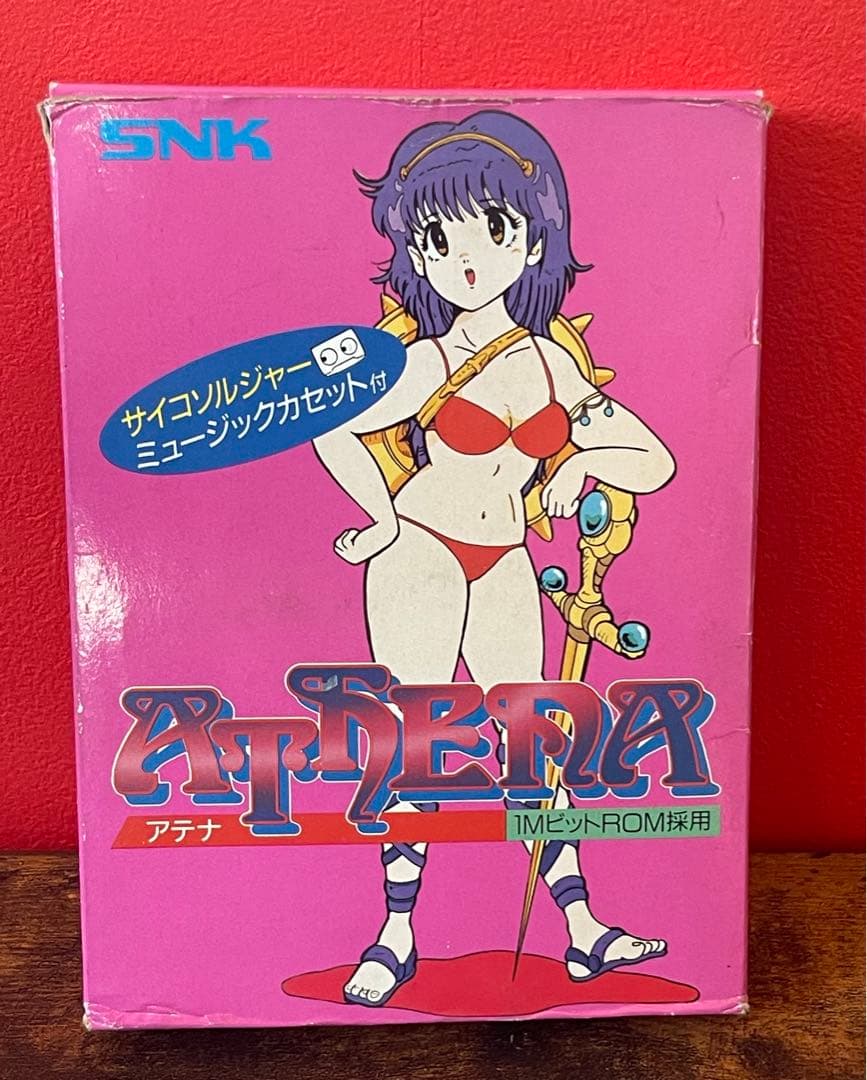 SNK
サイコソルジャー
ミュージックカセット付
ATHENA
アテナ
1MビットROM採用